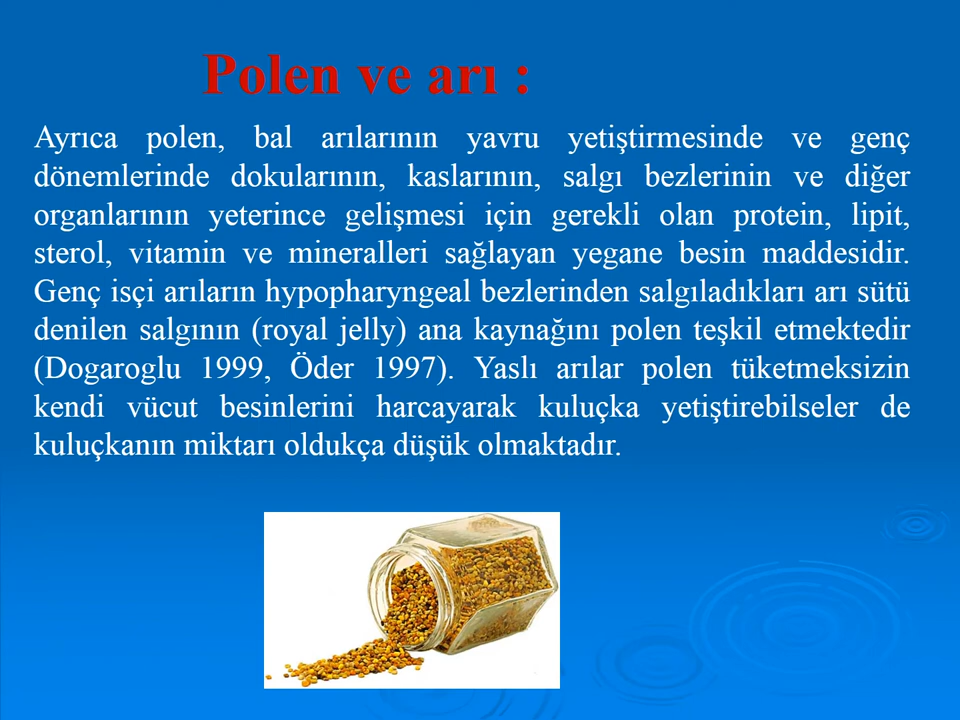 Polen ve arı :
Ayrıca polen, bal arılarının yavru yetiştirmesinde ve genç
dönemlerinde dokularının, kaslarının, salgı bezlerinin ve diğer
organlarının yeterince gelişmesi için gerekli olan protein, lipit,
sterol, vitamin ve mineralleri sağlayan yegane besin maddesidir.
Genç isçi arıların hypopharyngeal bezlerinden salgıladıkları arı sütü
denilen salgının (royal jelly) ana kaynağını polen teşkil etmektedir
(Dogaroglu 1999, Öder 1997). Yaslı arılar polen tüketmeksizin
kendi vücut besinlerini harcayarak kuluçka yetiştirebilseler de
kuluçkanın miktarı oldukça düşük olmaktadır.